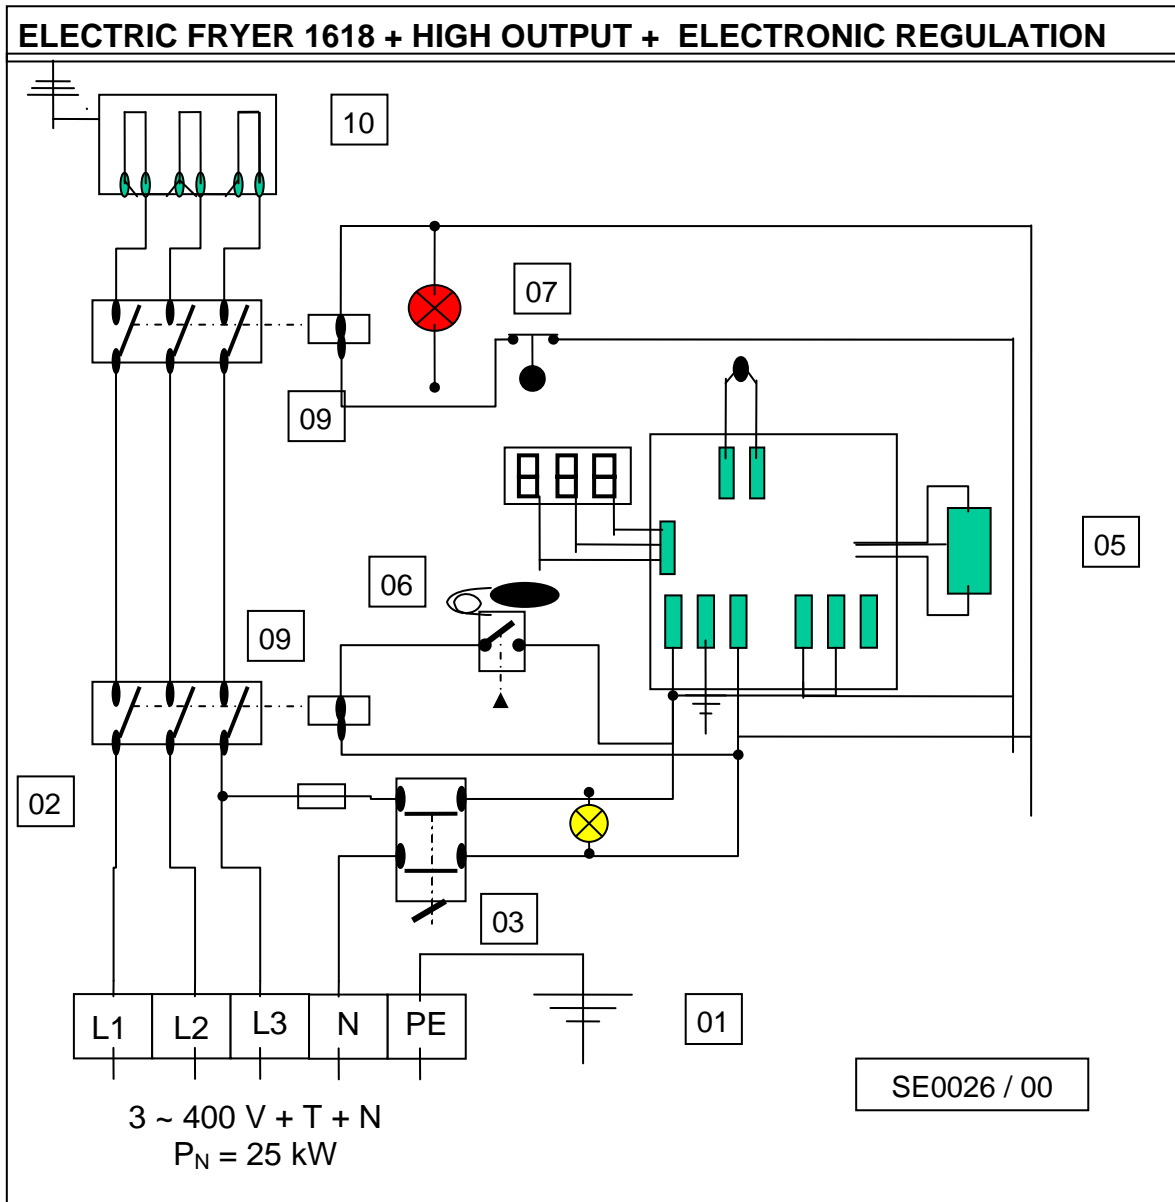 ELECTRIC FRYER 1618 + HIGH OUTPUT + ELECTRONIC REGULATION
10
07
09
05
06
09
02
03
L1 L2 L3 N PE
01
SE0026 / 00
3 ~ 400 V + T + N
PN = 25 kW